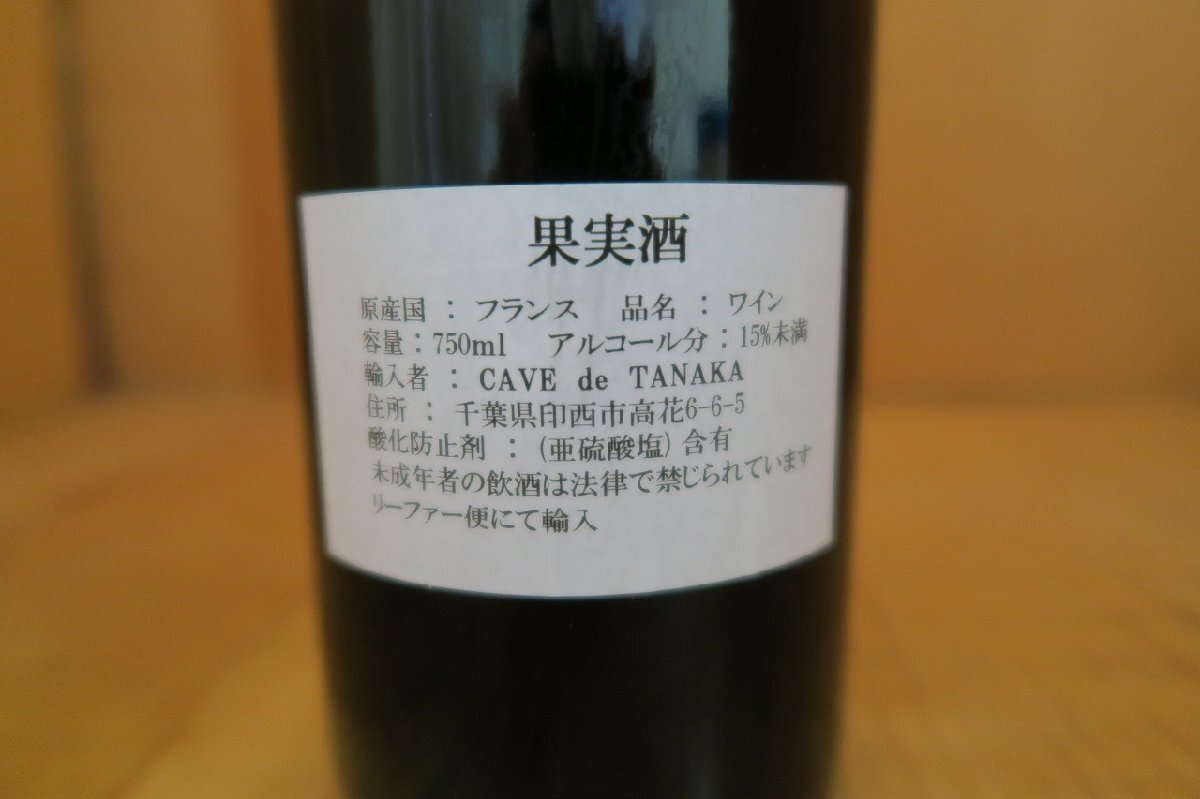 果実酒
原産国 : フランス 品名 : ワイン
容量 : 750ml アルコール分 : 15%未満
輸入者 : CAVE de TANAKA
住所 : 千葉県印西市高花6-6-5
酸化防止剤 : (亜硫酸塩) 含有
未成年者の飲酒は法律で禁じられています
リーファー便にて輸入